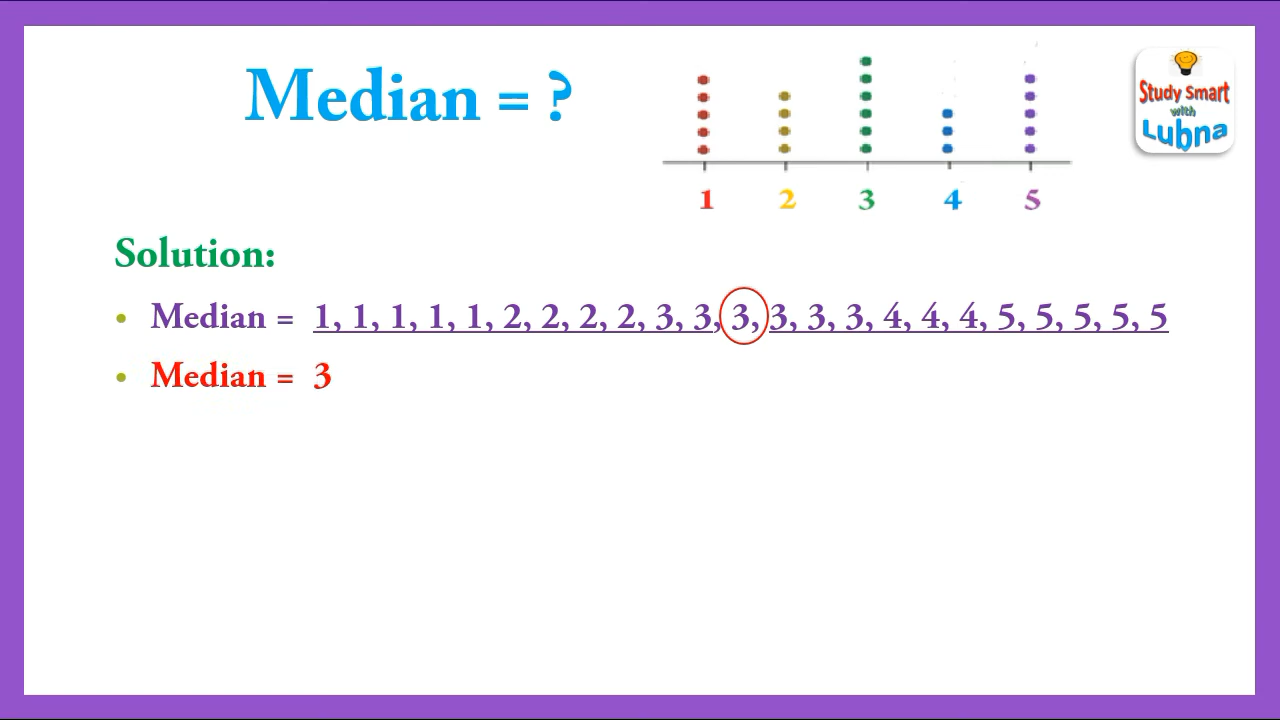 Median = ?
1 2 3 4 5
Study Smart
with
Lubna
Solution:
• Median = 1, 1, 1, 1, 1, 2, 2, 2, 2, 3, 3, 3, 3, 3, 3, 4, 4, 4, 5, 5, 5, 5, 5
• Median = 3